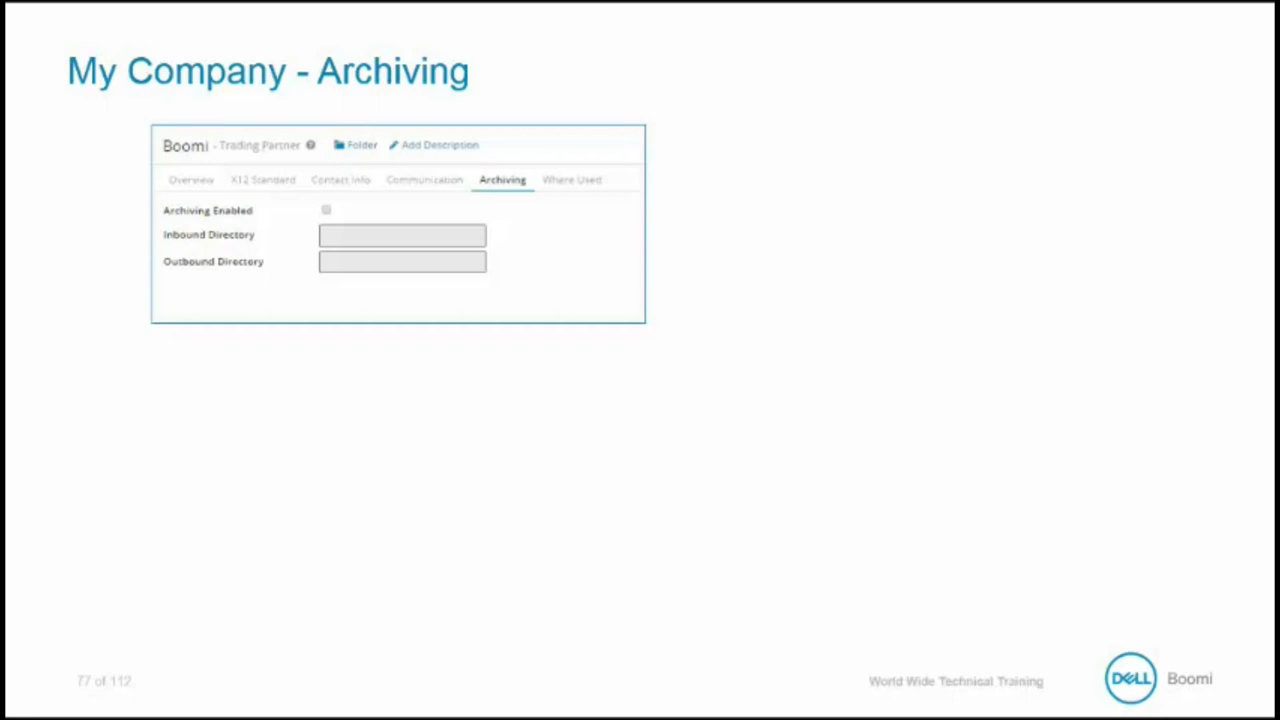 My Company - Archiving
Boomi - Trading Partner ? Folder Add Description
Overview X12 Standard Contact Info Communication Archiving Where Used
Archiving Enabled
Inbound Directory
Outbound Directory
77 of 112
World Wide Technical Training
DELL Boomi